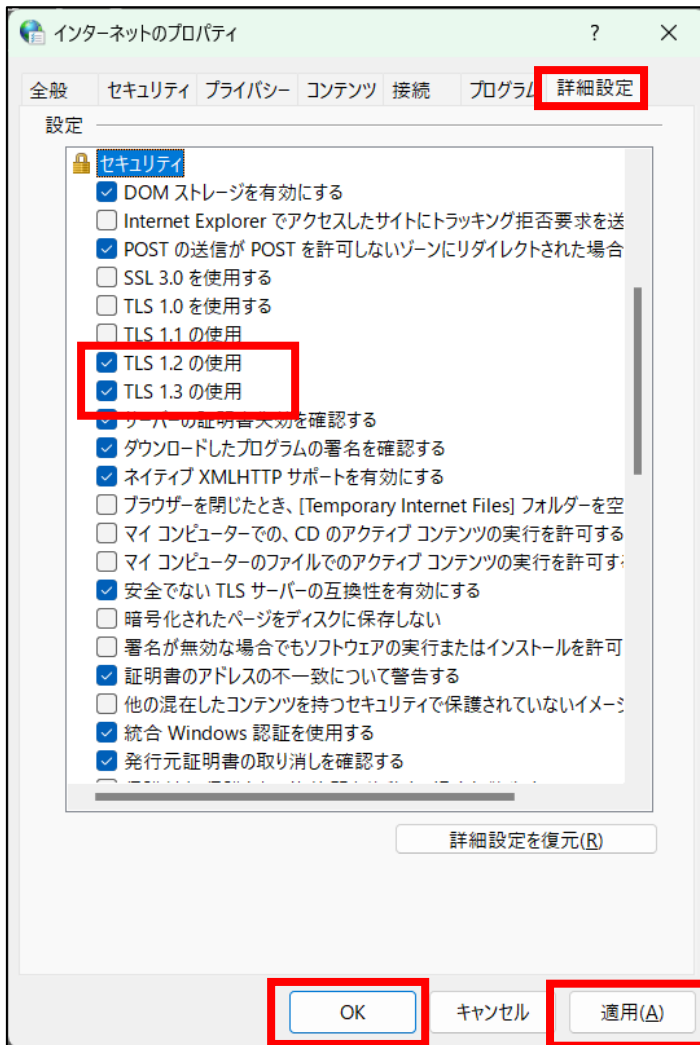 インターネットのプロパティ ? ×
全般 セキュリティ プライバシー コンテンツ 接続 プログラム 詳細設定
設定
セキュリティ
DOM ストレージを有効にする
Internet Explorer でアクセスしたサイトにトラッキング拒否要求を送
POST の送信が POST を許可しないゾーンにリダイレクトされた場合
SSL 3.0 を使用する
TLS 1.0 を使用する
TLS 1.1 の使用
TLS 1.2 の使用
TLS 1.3 の使用
サーバーの証明書失効を確認する
ダウンロードしたプログラムの署名を確認する
ネイティブ XMLHTTP サポートを有効にする
ブラウザーを閉じたとき、[Temporary Internet Files] フォルダーを空
マイ コンピューターでの、CD のアクティブ コンテンツの実行を許可する
マイ コンピューターのファイルでのアクティブ コンテンツの実行を許可す
安全でない TLS サーバーの互換性を有効にする
暗号化されたページをディスクに保存しない
署名が無効な場合でもソフトウェアの実行またはインストールを許可
証明書のアドレスの不一致について警告する
他の混在したコンテンツを持つセキュリティで保護されていないイメージ
統合 Windows 認証を使用する
発行元証明書の取り消しを確認する
詳細設定を復元(R)
OK キャンセル 適用(A)